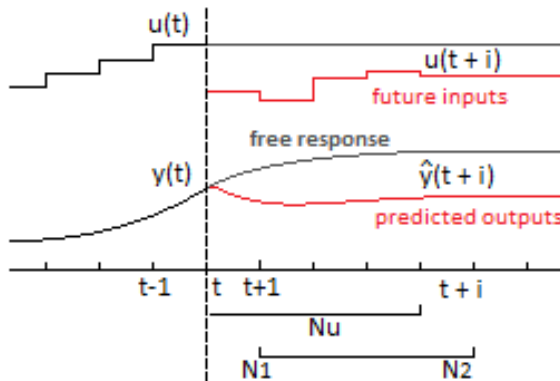 u(t)
u(t + i)
future inputs
free response
y(t)
ŷ(t + i)
predicted outputs
t-1 t t+1 t + i
Nu
N1 N2